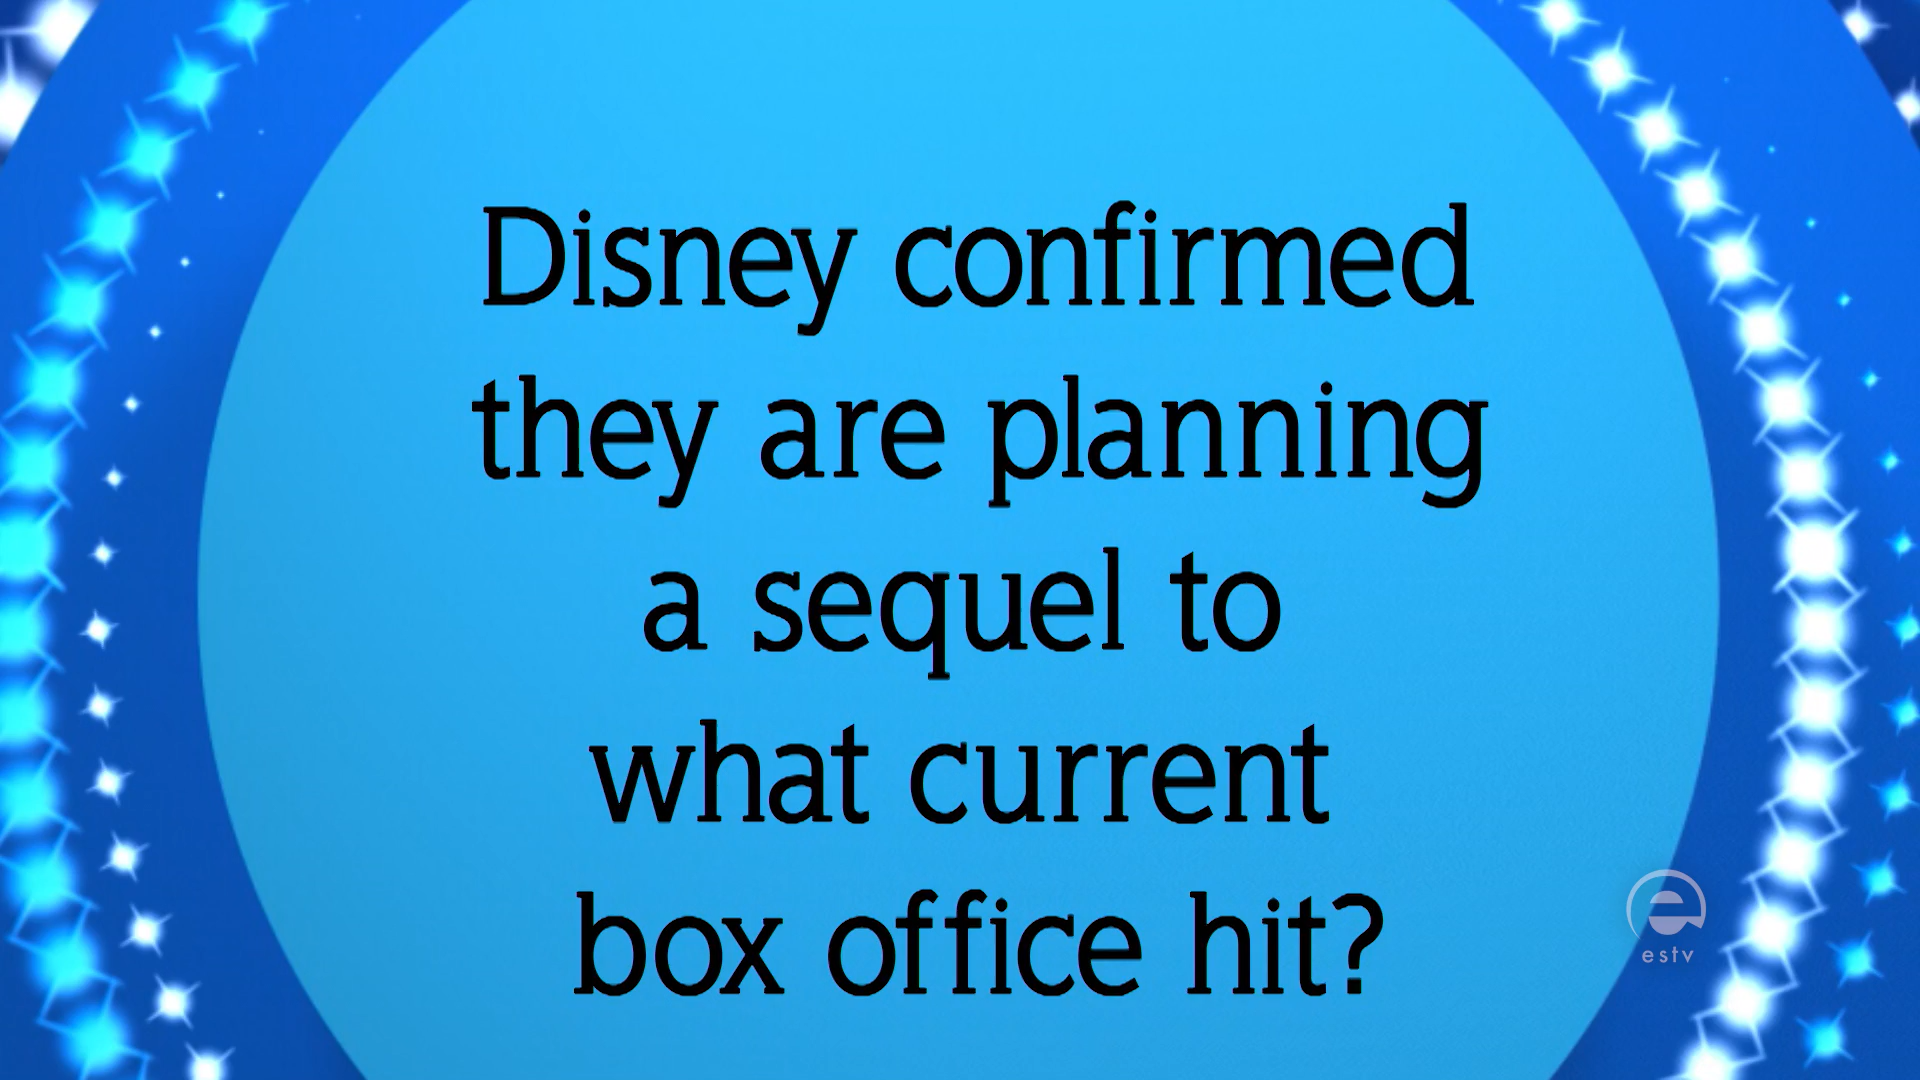 Disney confirmed
they are planning
a sequel to
what current
box office hit?
estv